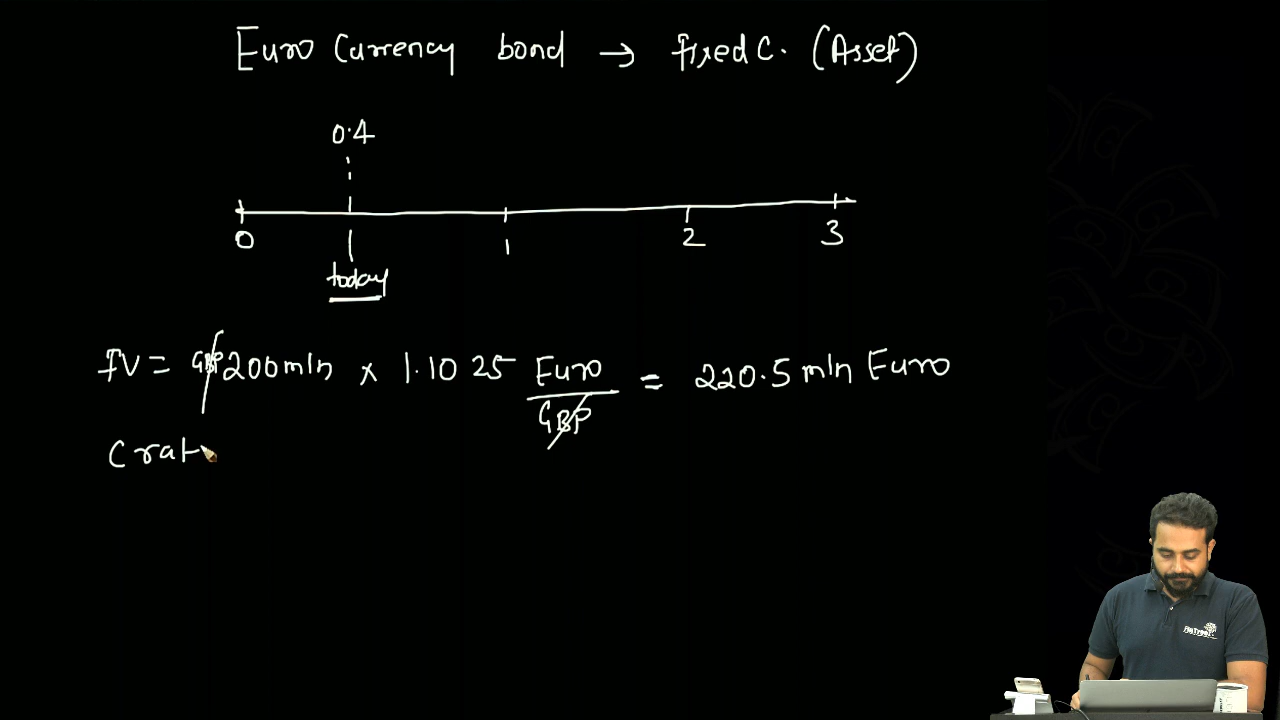 Euro Currency bond → fixed C. (Asset)
0.4
0 1 2 3
today
FV = GBP 200 mln × 1.1025 Euro/GBP = 220.5 mln Euro
C rat